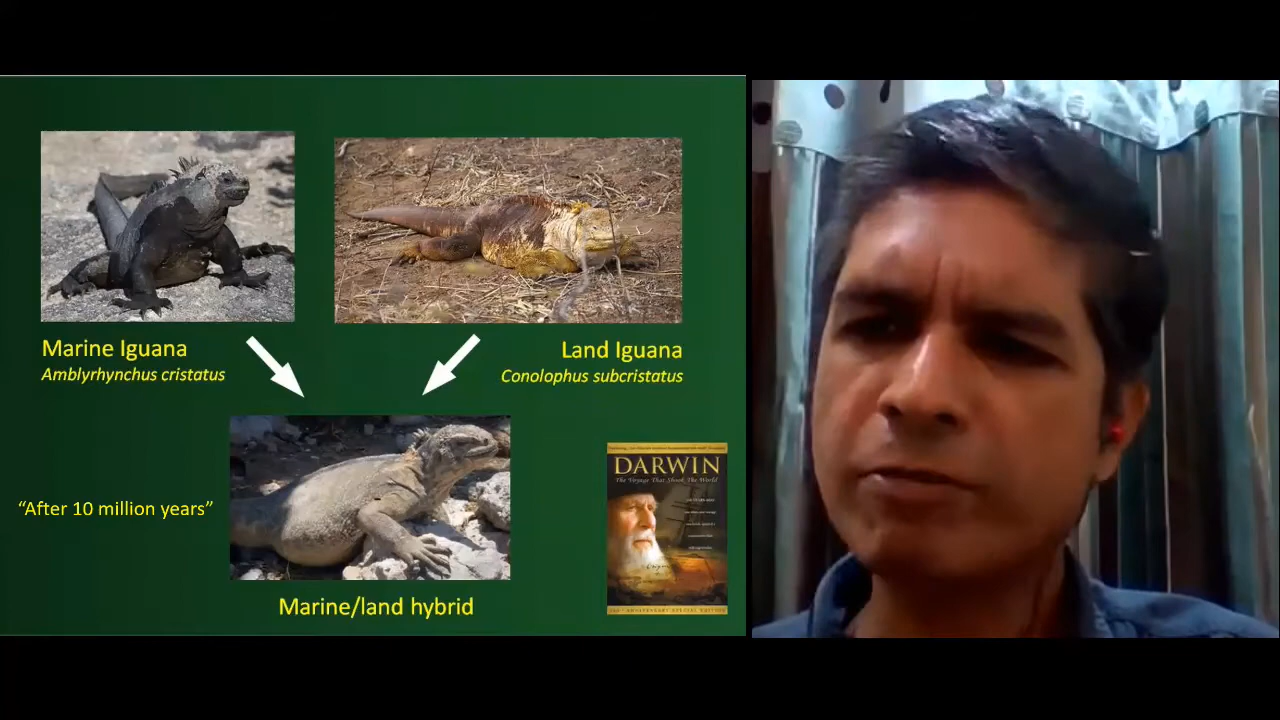 Marine Iguana
Amblyrhynchus cristatus
Land Iguana
Conolophus subcristatus
"After 10 million years"
Marine/land hybrid
DARWIN
The Voyage That Shook The World